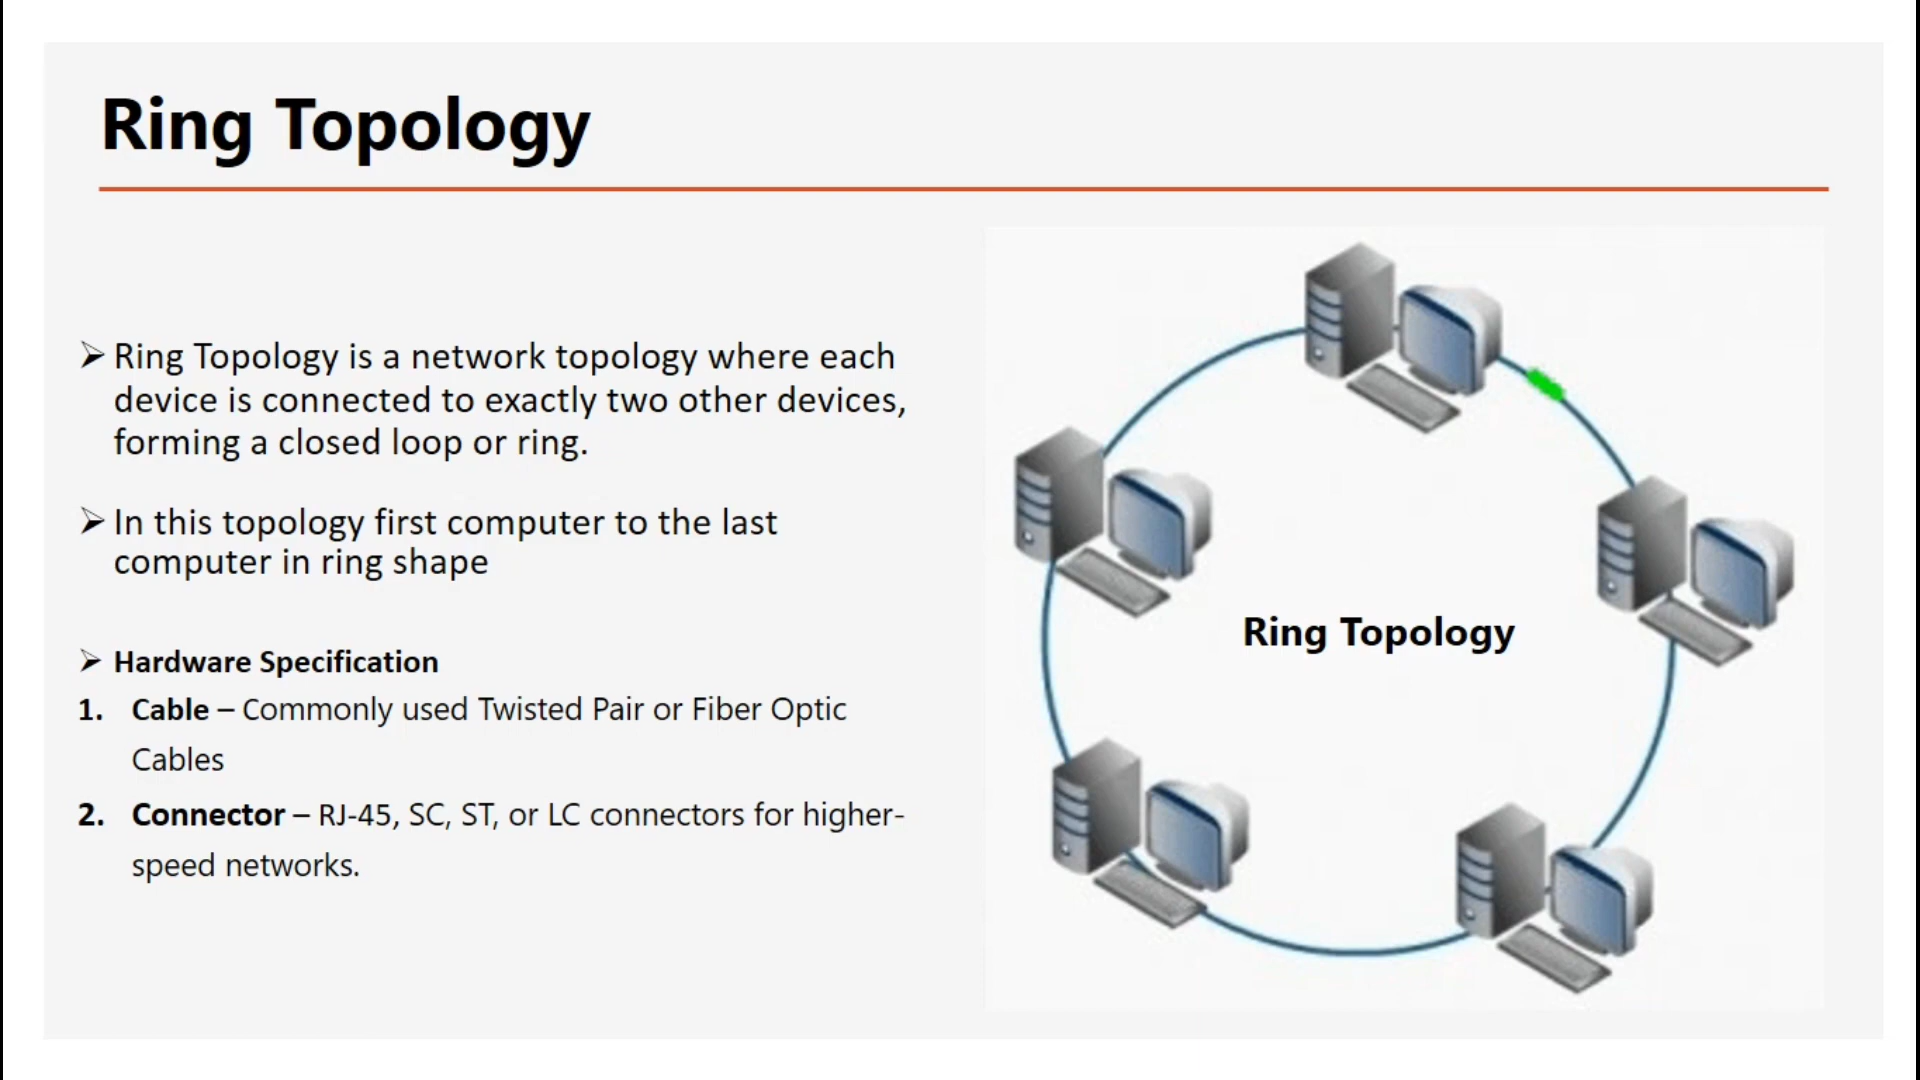 Ring Topology
➢ Ring Topology is a network topology where each
device is connected to exactly two other devices,
forming a closed loop or ring.
➢ In this topology first computer to the last
computer in ring shape
➢ Hardware Specification
1. Cable – Commonly used Twisted Pair or Fiber Optic
Cables
2. Connector – RJ-45, SC, ST, or LC connectors for higher-
speed networks.
Ring Topology